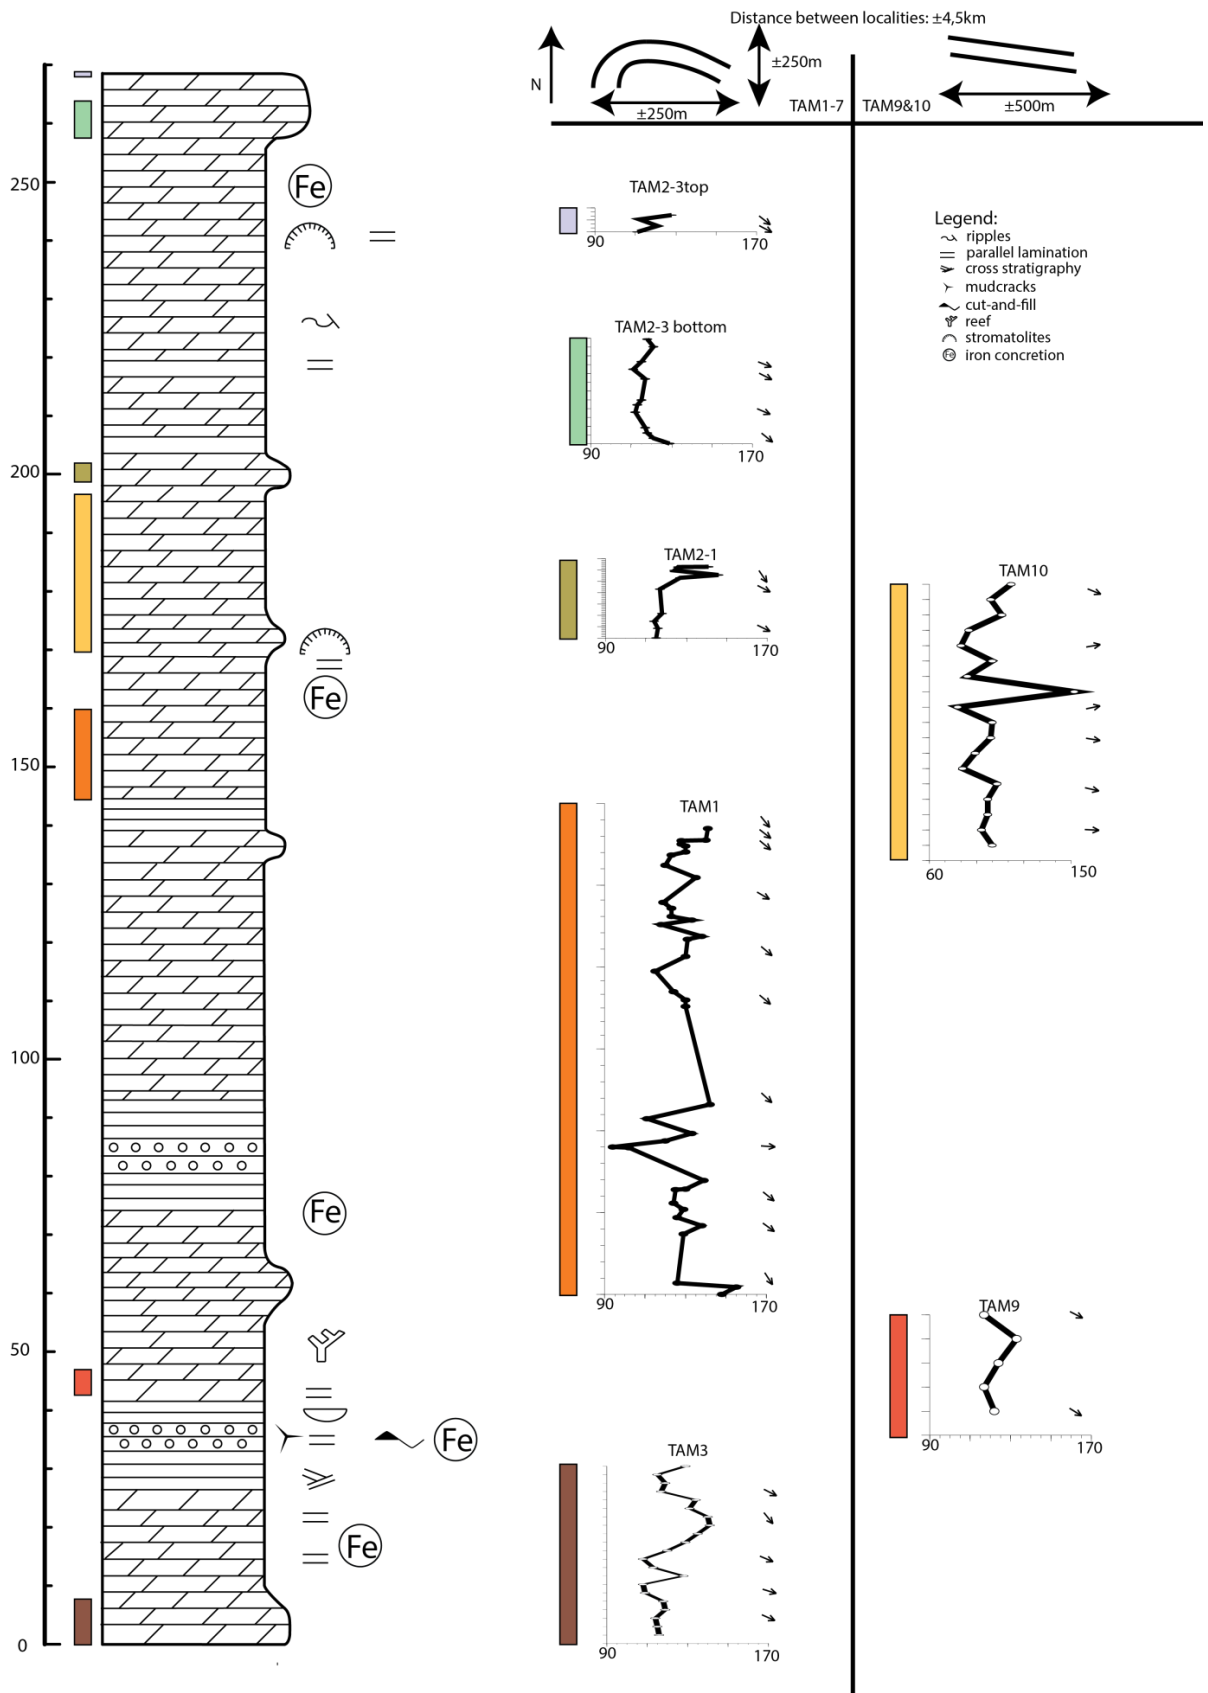 Distance between localities: ±4,5km
N
±250m
±250m
TAM1-7
TAM9&10
±500m
250
200
150
100
50
0
Fe
Fe
Fe
Fe
Fe
TAM2-3top
90
170
Legend:
ripples
parallel lamination
cross stratigraphy
mudcracks
cut-and-fill
reef
stromatolites
Fe iron concretion
TAM2-3 bottom
90
170
TAM2-1
90
170
TAM10
60
150
TAM1
90
170
TAM9
90
170
TAM3
90
170